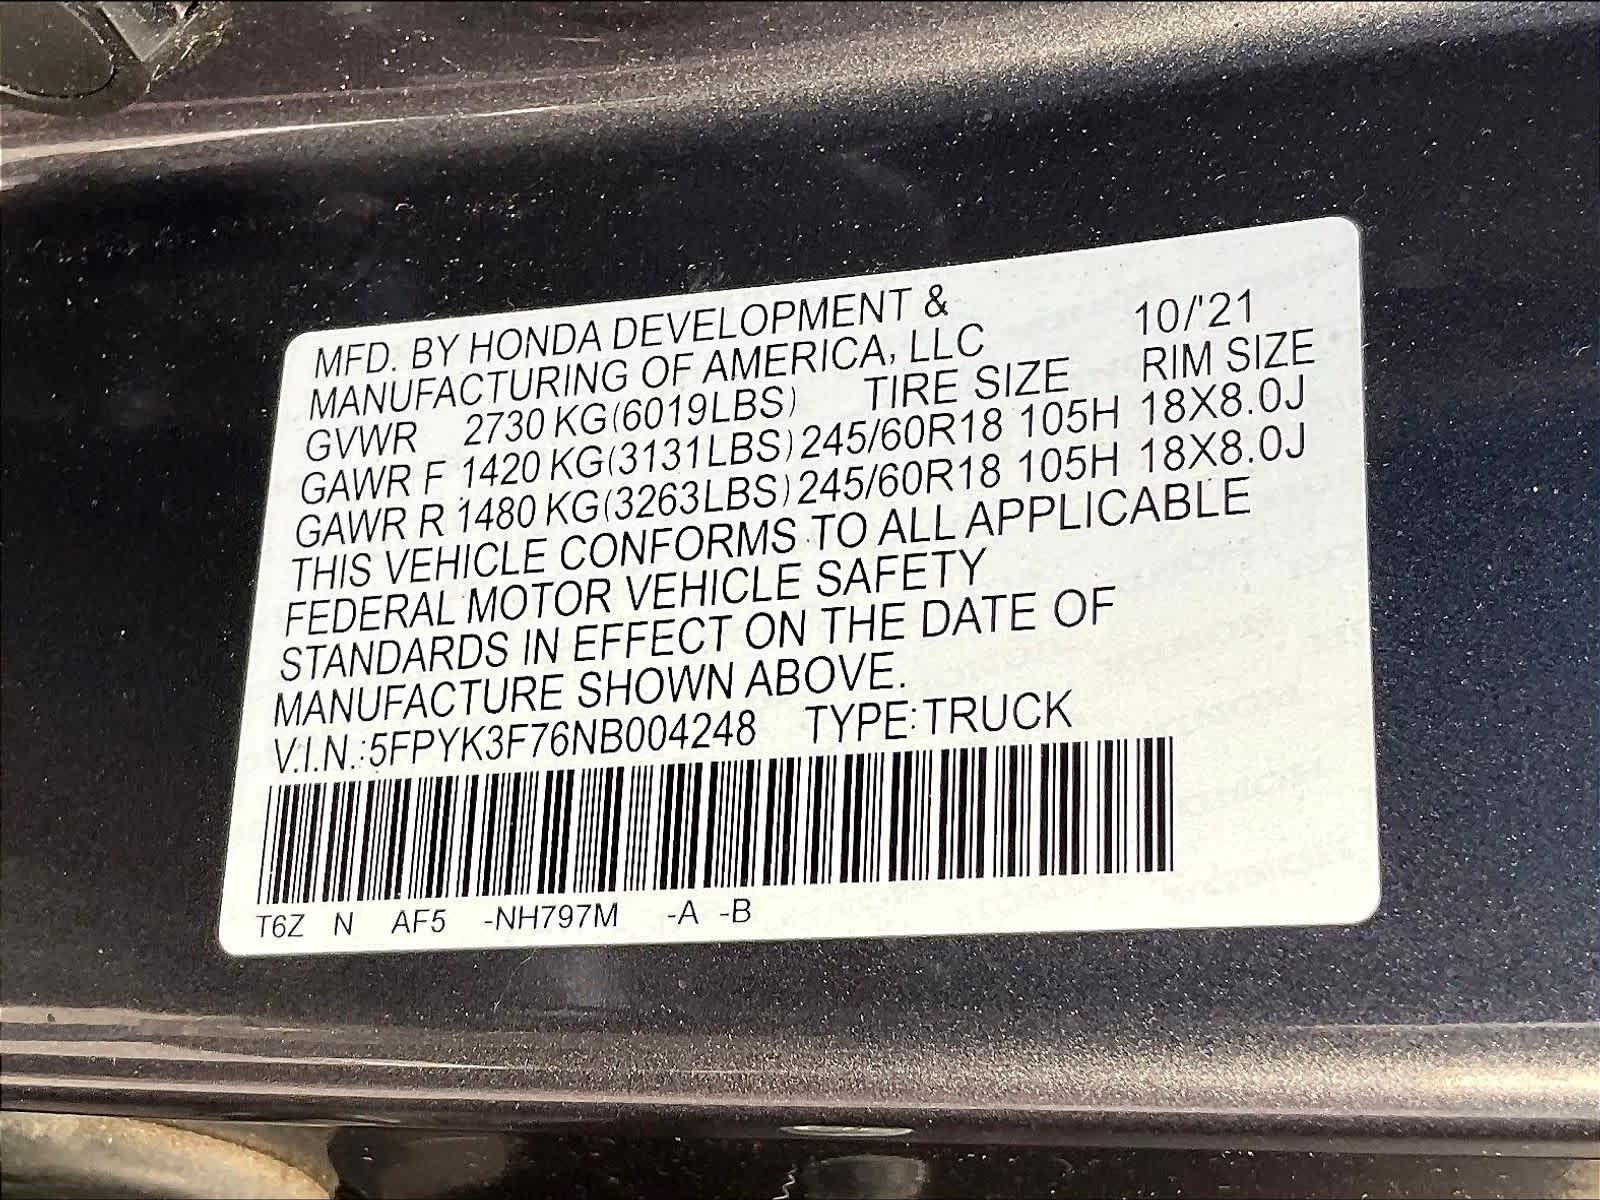 MFD. BY HONDA DEVELOPMENT &
MANUFACTURING OF AMERICA, LLC 10/'21
GVWR 2730 KG(6019LBS) TIRE SIZE RIM SIZE
GAWR F 1420 KG(3131LBS) 245/60R18 105H 18X8.0J
GAWR R 1480 KG(3263LBS) 245/60R18 105H 18X8.0J
THIS VEHICLE CONFORMS TO ALL APPLICABLE
FEDERAL MOTOR VEHICLE SAFETY
STANDARDS IN EFFECT ON THE DATE OF
MANUFACTURE SHOWN ABOVE.
V.I.N.:5FPYK3F76NB004248 TYPE:TRUCK
T6Z N AF5 -NH797M -A -B